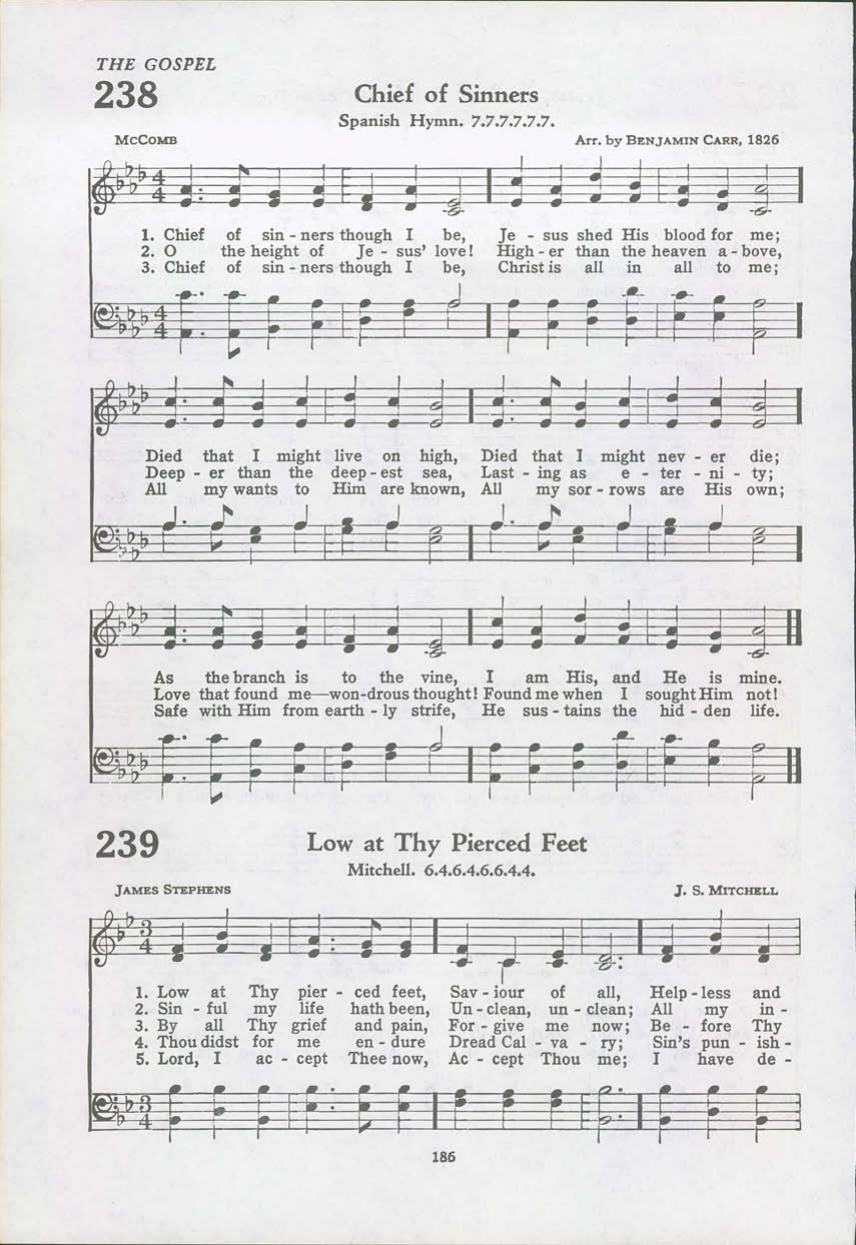 THE GOSPEL
238
Chief of Sinners
Spanish Hymn. 7.7.7.7.7.7.
McComb
Arr. by Benjamin Carr, 1826
4
4
1. Chief of sin - ners though I be, Je - sus shed His blood for me;
2. O the height of Je - sus' love! High - er than the heaven a - bove,
3. Chief of sin - ners though I be, Christ is all in all to me;
4
4
Died that I might live on high, Died that I might nev - er die;
Deep - er than the deep - est sea, Last - ing as e - ter - ni - ty;
All my wants to Him are known, All my sor - rows are His own;
As the branch is to the vine, I am His, and He is mine.
Love that found me—won-drous thought! Found me when I sought Him not!
Safe with Him from earth - ly strife, He sus - tains the hid - den life.
239
Low at Thy Pierced Feet
Mitchell. 6.4.6.4.6.6.4.4.
James Stephens
J. S. Mitchell
3
4
1. Low at Thy pier - ced feet, Sav - iour of all, Help - less and
2. Sin - ful my life hath been, Un - clean, un - clean; All my in -
3. By all Thy grief and pain, For - give me now; Be - fore Thy
4. Thou didst for me en - dure Dread Cal - va - ry; Sin's pun - ish -
5. Lord, I ac - cept Thee now, Ac - cept Thou me; I have de -
3
4
186